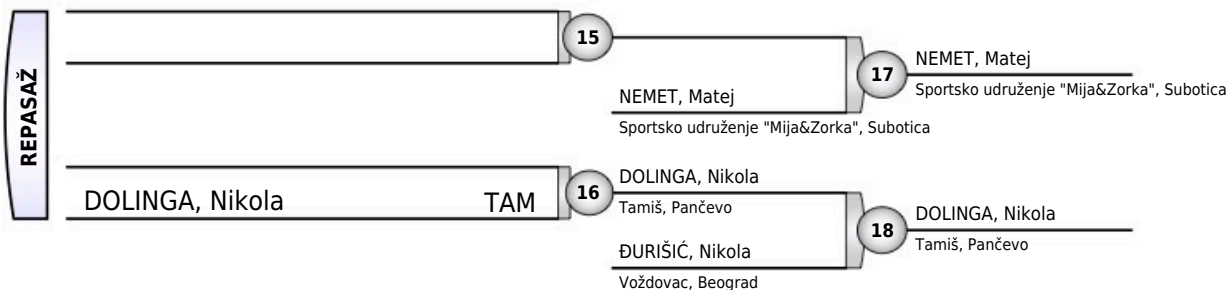 REPASAŽ
15
NEMET, Matej
Sportsko udruženje "Mija&Zorka", Subotica
17
NEMET, Matej
Sportsko udruženje "Mija&Zorka", Subotica
DOLINGA, Nikola TAM
16
DOLINGA, Nikola
Tamiš, Pančevo
ĐURIŠIĆ, Nikola
Voždovac, Beograd
18
DOLINGA, Nikola
Tamiš, Pančevo